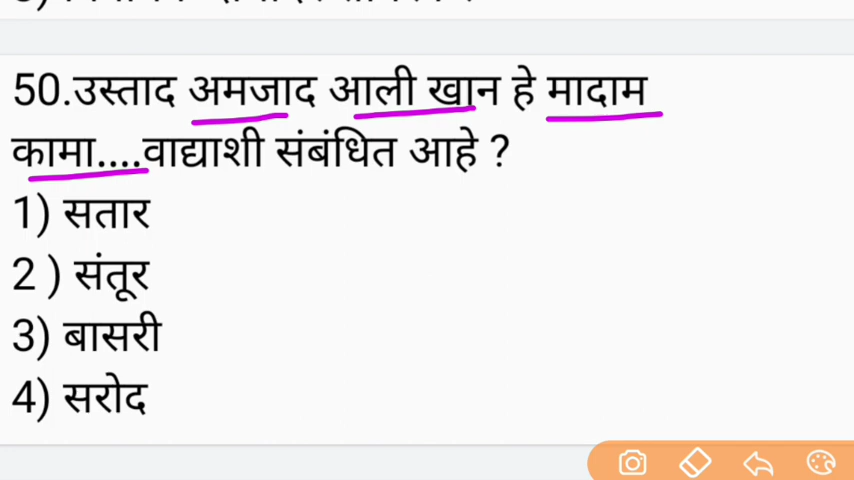 50.उस्ताद अमजाद आली खान हे मादाम
कामा....वाद्याशी संबंधित आहे ?
1) सतार
2 ) संतूर
3) बासरी
4) सरोद